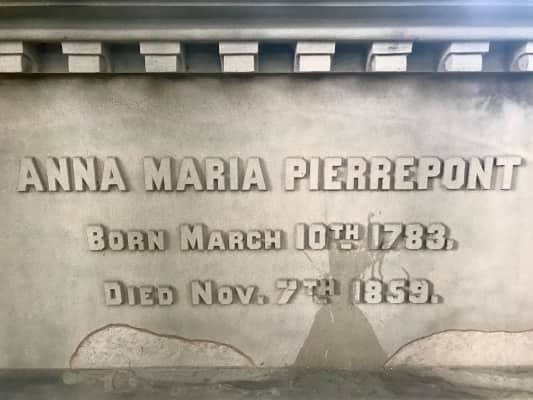 ANNA MARIA PIERREPONT
BORN MARCH 10TH 1783.
DIED NOV. 7TH 1859.